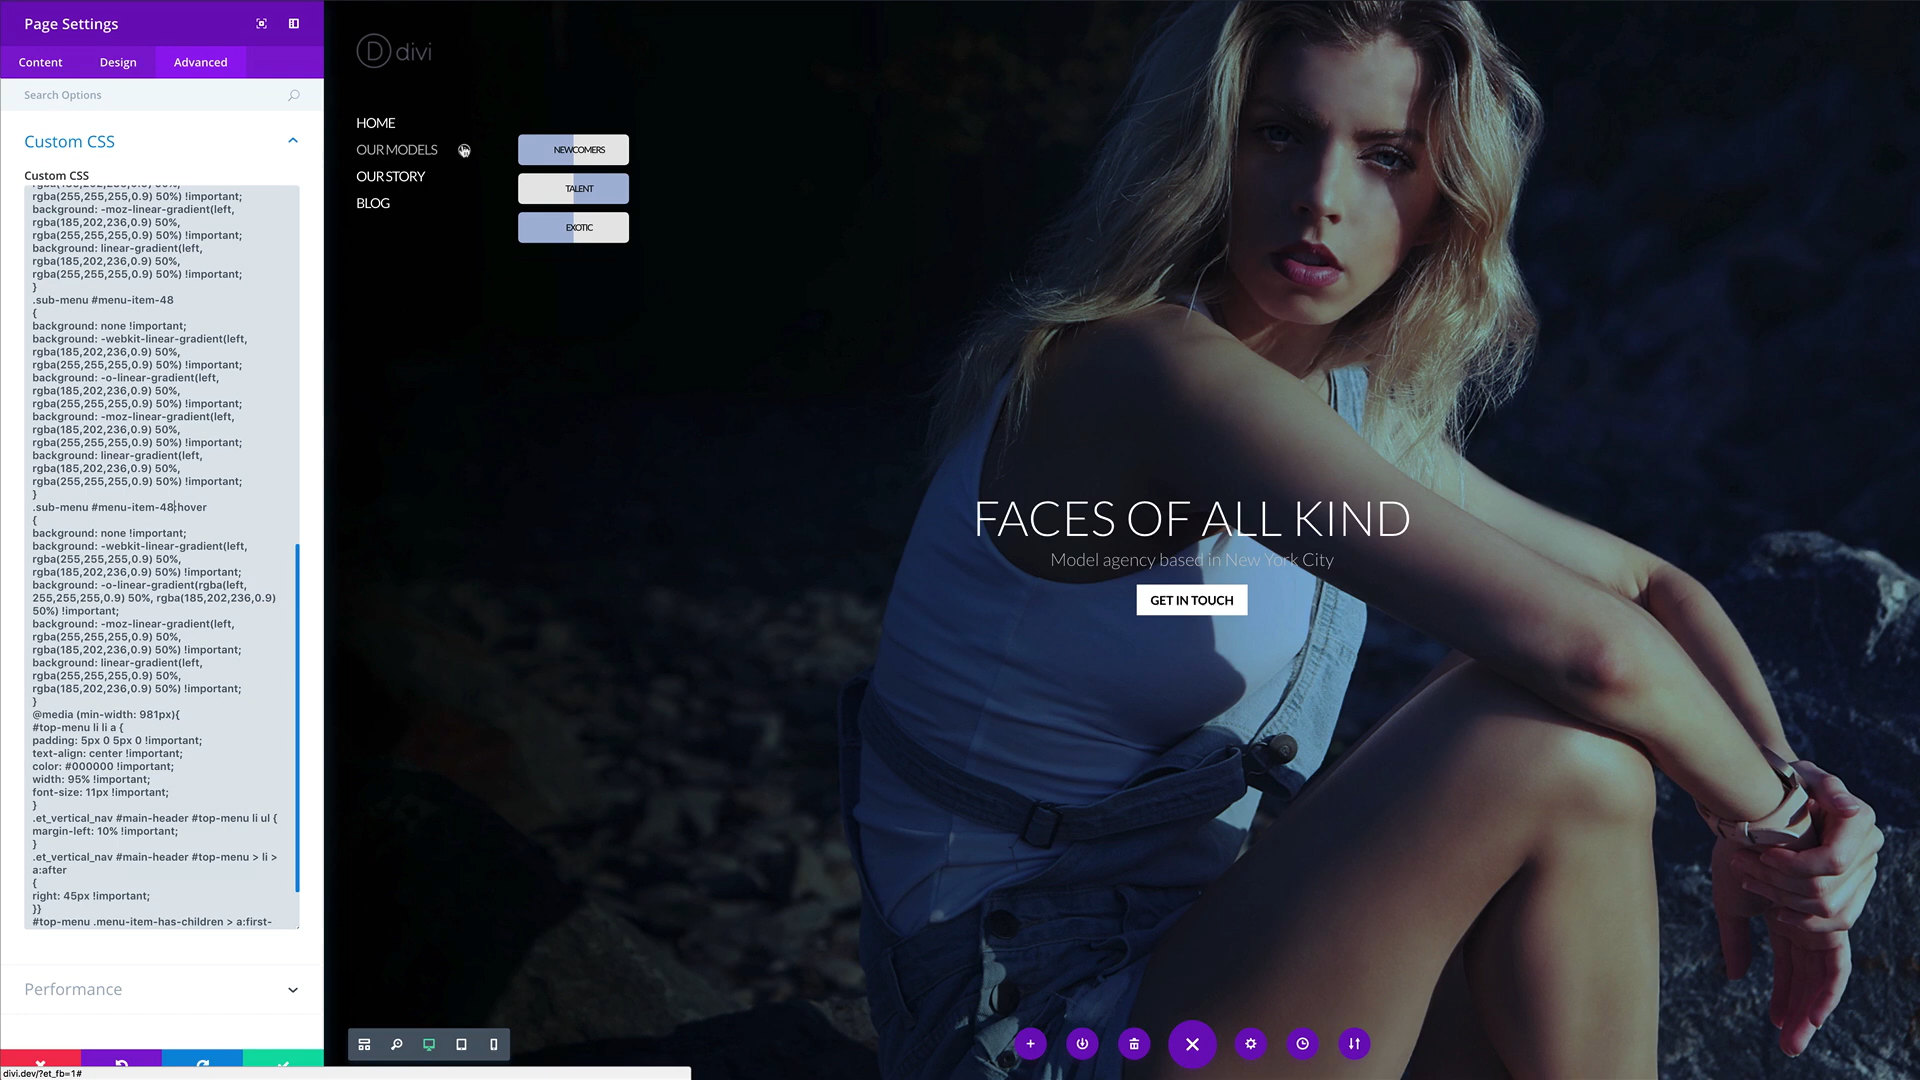 Page Settings
Content
Design
Advanced
Search Options
Custom CSS
Custom CSS
rgba(185,202,236,0.9) 50%,
rgba(255,255,255,0.9) 50%) !important;
background: -moz-linear-gradient(left,
rgba(185,202,236,0.9) 50%,
rgba(255,255,255,0.9) 50%) !important;
background: linear-gradient(left,
rgba(185,202,236,0.9) 50%,
rgba(255,255,255,0.9) 50%) !important;
}
.sub-menu #menu-item-48
{
background: none !important;
background: -webkit-linear-gradient(left,
rgba(185,202,236,0.9) 50%,
rgba(255,255,255,0.9) 50%) !important;
background: -o-linear-gradient(left,
rgba(185,202,236,0.9) 50%,
rgba(255,255,255,0.9) 50%) !important;
background: -moz-linear-gradient(left,
rgba(185,202,236,0.9) 50%,
rgba(255,255,255,0.9) 50%) !important;
background: linear-gradient(left,
rgba(185,202,236,0.9) 50%,
rgba(255,255,255,0.9) 50%) !important;
}
.sub-menu #menu-item-48:hover
{
background: none !important;
background: -webkit-linear-gradient(left,
rgba(255,255,255,0.9) 50%,
rgba(185,202,236,0.9) 50%) !important;
background: -o-linear-gradient(rgba(left,
255,255,255,0.9) 50%, rgba(185,202,236,0.9)
50%) !important;
background: -moz-linear-gradient(left,
rgba(255,255,255,0.9) 50%,
rgba(185,202,236,0.9) 50%) !important;
background: linear-gradient(left,
rgba(255,255,255,0.9) 50%,
rgba(185,202,236,0.9) 50%) !important;
}
@media (min-width: 981px){
#top-menu li li a {
padding: 5px 0 5px 0 !important;
text-align: center !important;
color: #000000 !important;
width: 95% !important;
font-size: 11px !important;
}
.et_vertical_nav #main-header #top-menu li ul {
margin-left: 10% !important;
}
.et_vertical_nav #main-header #top-menu > li >
a:after
{
right: 45px !important;
}}
#top-menu .menu-item-has-children > a:first-
Performance
divi.dev/?et_fb=1#
D divi
HOME
OUR MODELS
OUR STORY
BLOG
NEWCOMERS
TALENT
EXOTIC
FACES OF ALL KIND
Model agency based in New York City
GET IN TOUCH